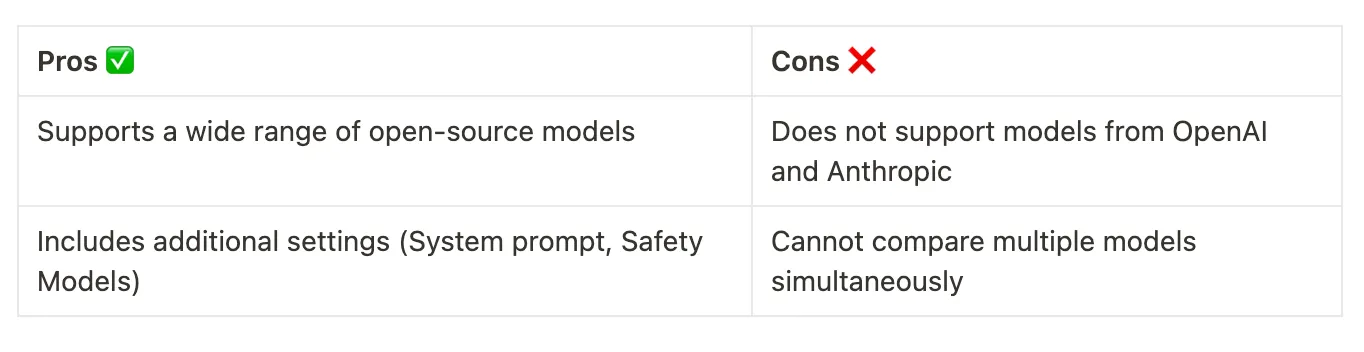 Pros ✅
Cons ❌
Supports a wide range of open-source models
Does not support models from OpenAI
and Anthropic
Includes additional settings (System prompt, Safety
Models)
Cannot compare multiple models
simultaneously